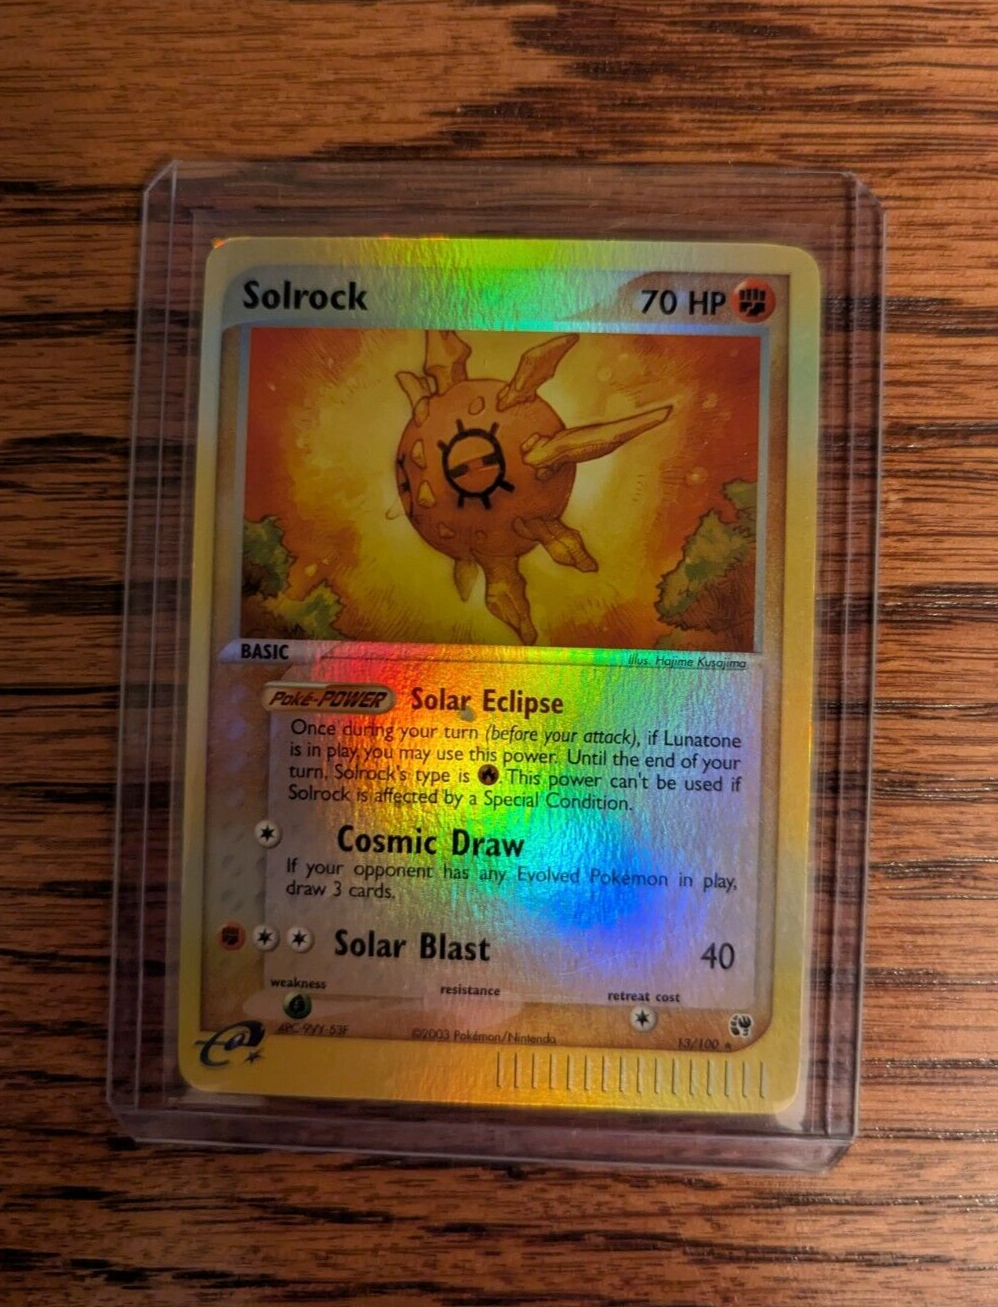 Solrock 70 HP
BASIC
Illus. Hajime Kusajima
Poké-POWER Solar Eclipse
Once during your turn (before your attack), if Lunatone
is in play, you may use this power. Until the end of your
turn, Solrock's type is This power can't be used if
Solrock is affected by a Special Condition.
Cosmic Draw
If your opponent has any Evolved Pokémon in play,
draw 3 cards.
Solar Blast 40
weakness resistance retreat cost
©2003 Pokémon/Nintendo 13/100